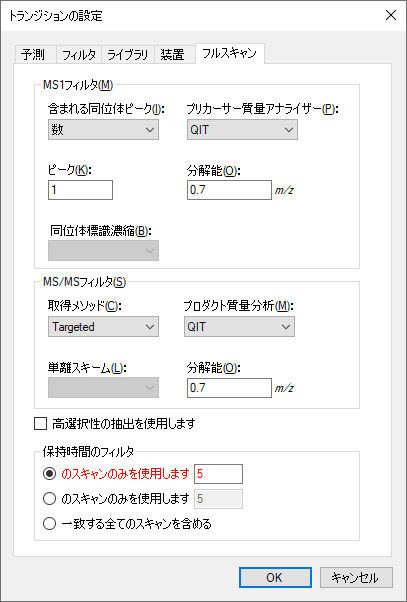 トランジションの設定
予測 フィルタ ライブラリ 装置 フルスキャン
MS1フィルタ(M)
含まれる同位体ピーク(I): プリカーサー質量アナライザー(P):
数 QIT
ピーク(K): 分解能(O):
1 0.7 m/z
同位体標識濃縮(B):
MS/MSフィルタ(S)
取得メソッド(C): プロダクト質量分析(M):
Targeted QIT
単離スキーム(L): 分解能(O):
0.7 m/z
高選択性の抽出を使用します
保持時間のフィルタ
のスキャンのみを使用します 5
のスキャンのみを使用します 5
一致する全てのスキャンを含める
OK キャンセル